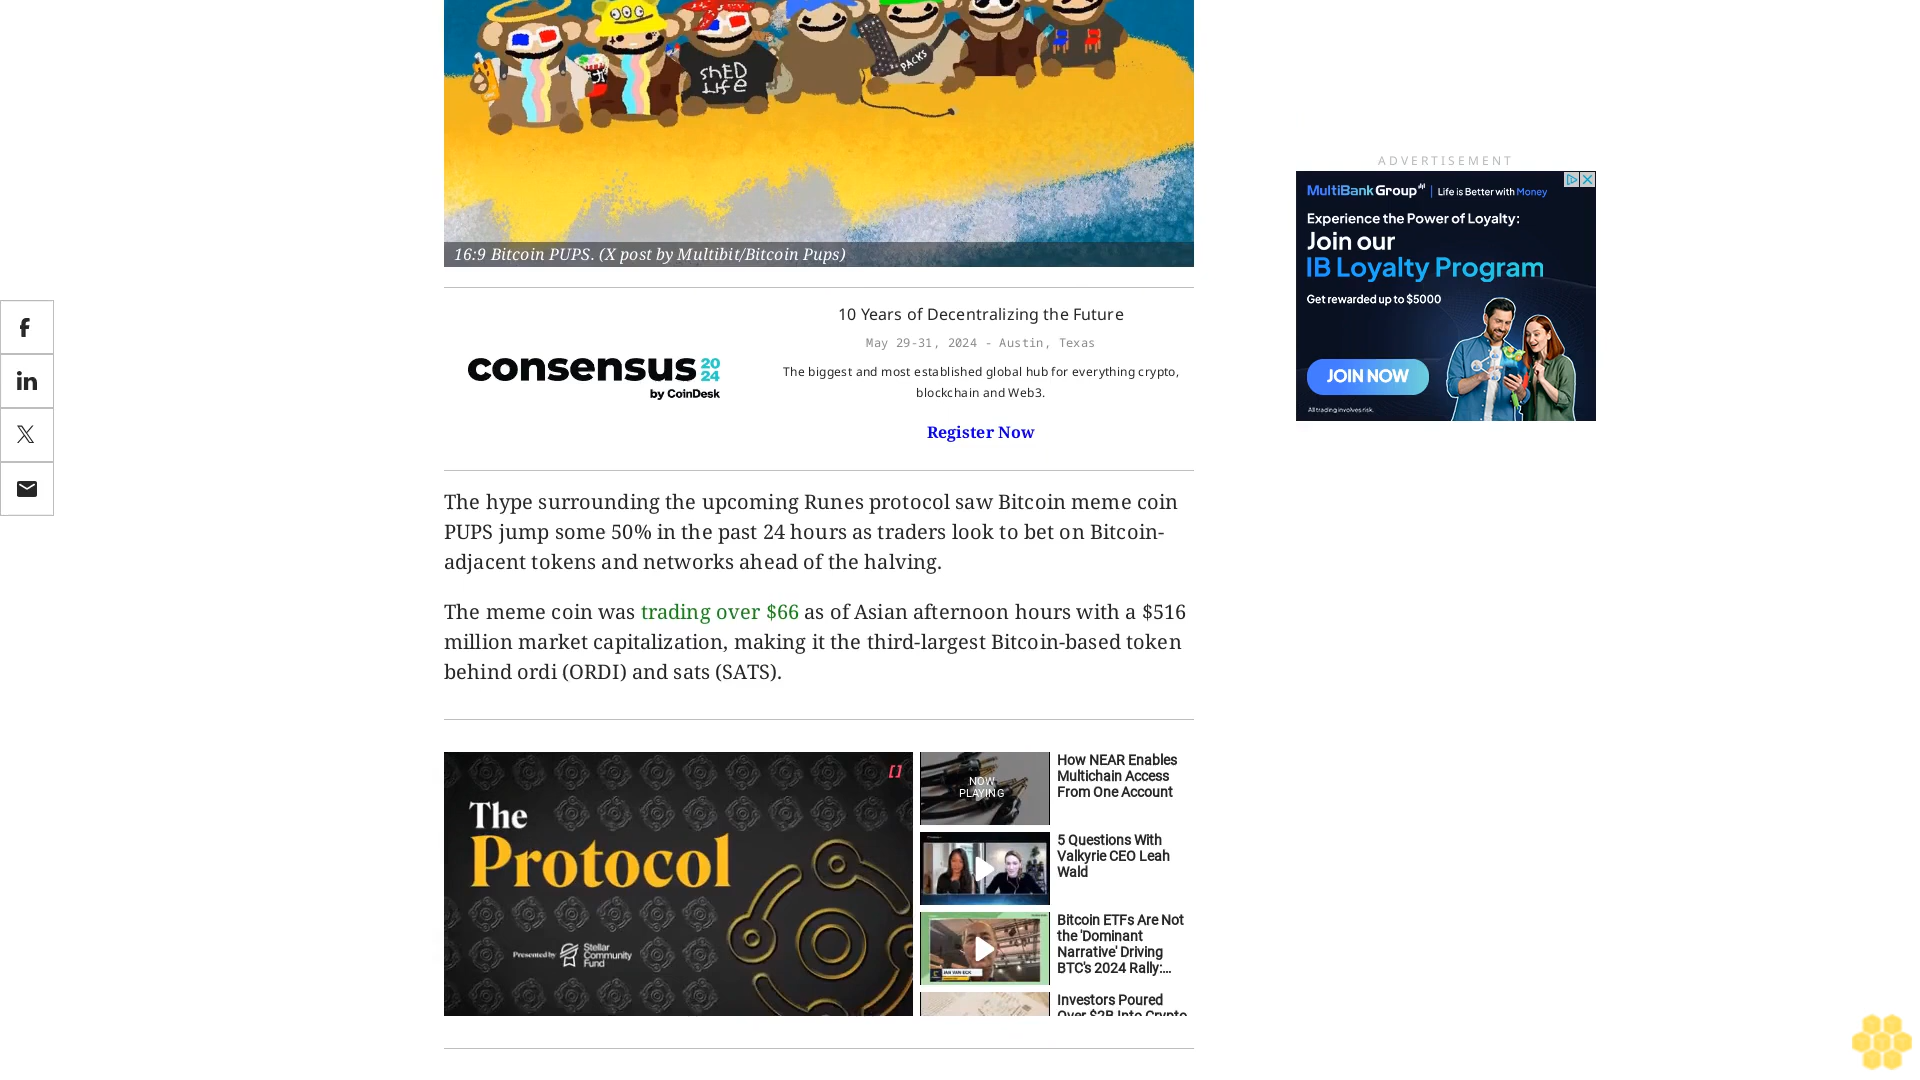 SHED
LIFE
PACKS
16:9 Bitcoin PUPS. (X post by Multibit/Bitcoin Pups)
consensus 2024
by CoinDesk
10 Years of Decentralizing the Future
May 29-31, 2024 - Austin, Texas
The biggest and most established global hub for everything crypto,
blockchain and Web3.
Register Now
The hype surrounding the upcoming Runes protocol saw Bitcoin meme coin
PUPS jump some 50% in the past 24 hours as traders look to bet on Bitcoin-
adjacent tokens and networks ahead of the halving.
The meme coin was trading over $66 as of Asian afternoon hours with a $516
million market capitalization, making it the third-largest Bitcoin-based token
behind ordi (ORDI) and sats (SATS).
The
Protocol
Presented by Stellar
Community
Fund
NOW
PLAYING
How NEAR Enables
Multichain Access
From One Account
5 Questions With
Valkyrie CEO Leah
Wald
JAN VAN ECK
Bitcoin ETFs Are Not
the 'Dominant
Narrative' Driving
BTC's 2024 Rally:...
Investors Poured
Over $2B Into Crypto
ADVERTISEMENT
MultiBank Group | Life is Better with Money
Experience the Power of Loyalty:
Join our
IB Loyalty Program
Get rewarded up to $5000
JOIN NOW
All trading involves risk.